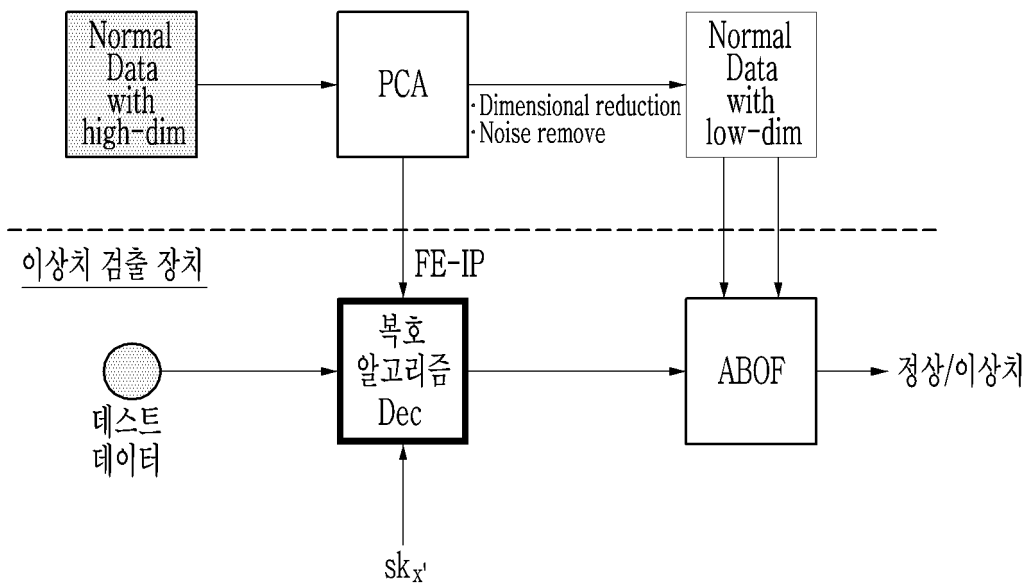 Normal
Data
with
high-dim
PCA
· Dimensional reduction
· Noise remove
Normal
Data
with
low-dim
이상치 검출 장치
FE-IP
테스트
데이터
복호
알고리즘
Dec
ABOF
정상/이상치
skx'